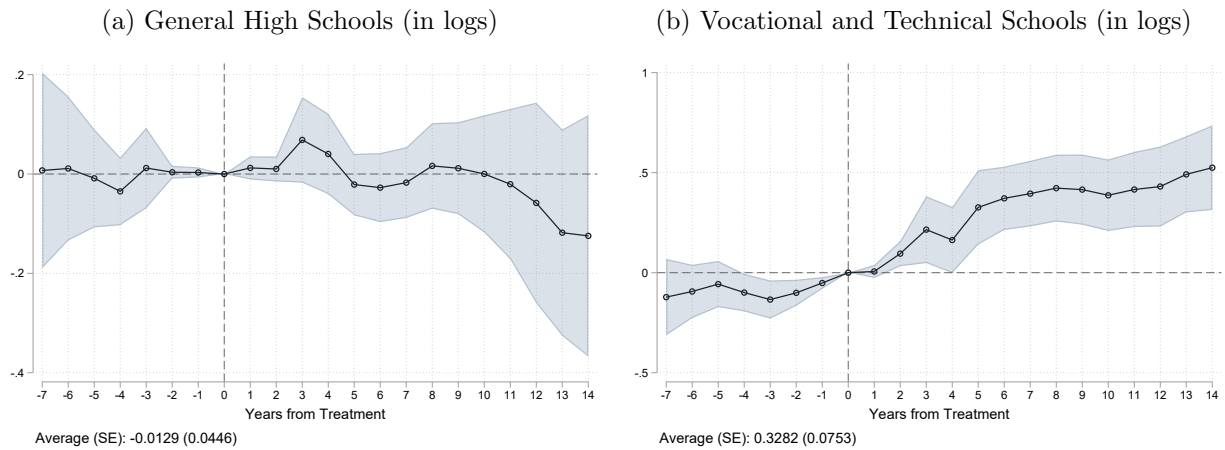 (a) General High Schools (in logs)
.2
0
-.2
-.4
-7 -6 -5 -4 -3 -2 -1 0 1 2 3 4 5 6 7 8 9 10 11 12 13 14
Years from Treatment
Average (SE): -0.0129 (0.0446)
(b) Vocational and Technical Schools (in logs)
1
.5
0
-.5
-7 -6 -5 -4 -3 -2 -1 0 1 2 3 4 5 6 7 8 9 10 11 12 13 14
Years from Treatment
Average (SE): 0.3282 (0.0753)